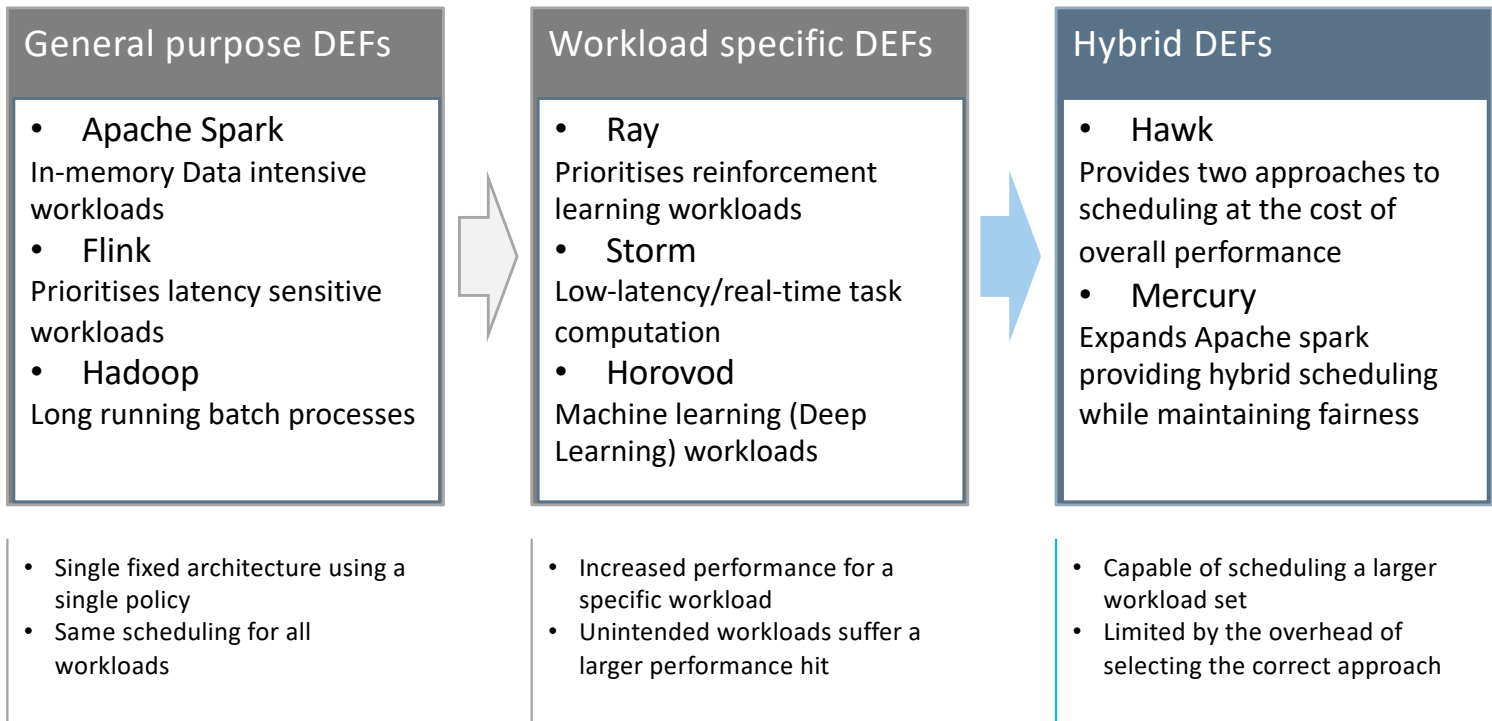 General purpose DEFs
• Apache Spark
In-memory Data intensive
workloads
• Flink
Prioritises latency sensitive
workloads
• Hadoop
Long running batch processes
• Single fixed architecture using a
single policy
• Same scheduling for all
workloads
Workload specific DEFs
• Ray
Prioritises reinforcement
learning workloads
• Storm
Low-latency/real-time task
computation
• Horovod
Machine learning (Deep
Learning) workloads
• Increased performance for a
specific workload
• Unintended workloads suffer a
larger performance hit
Hybrid DEFs
• Hawk
Provides two approaches to
scheduling at the cost of
overall performance
• Mercury
Expands Apache spark
providing hybrid scheduling
while maintaining fairness
• Capable of scheduling a larger
workload set
• Limited by the overhead of
selecting the correct approach